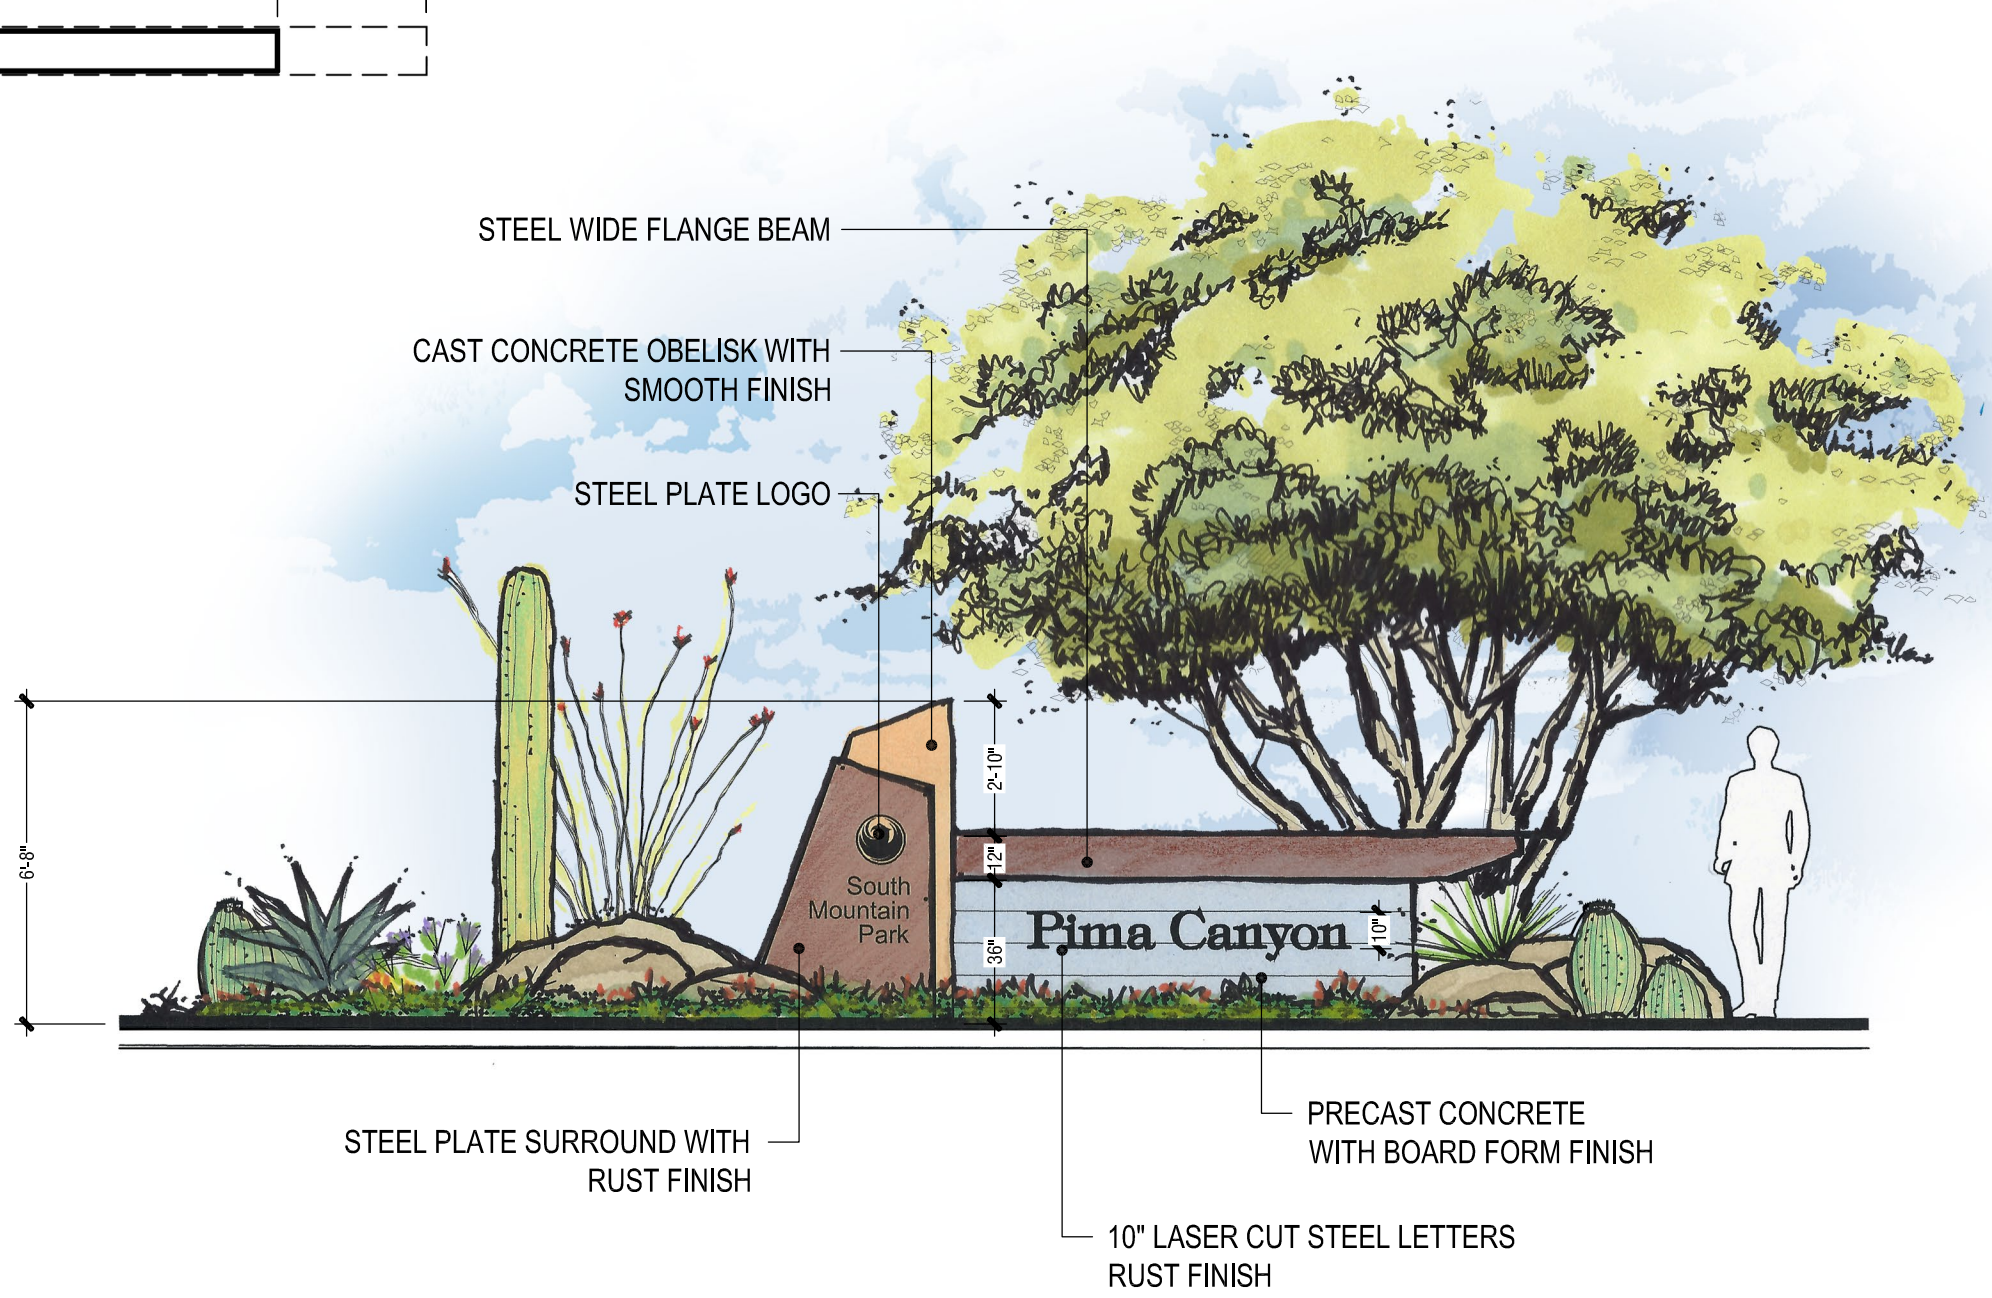 STEEL WIDE FLANGE BEAM
CAST CONCRETE OBELISK WITH
SMOOTH FINISH
STEEL PLATE LOGO
6'-8"
2'-10"
12"
36"
10"
South
Mountain
Park
Pima Canyon
STEEL PLATE SURROUND WITH
RUST FINISH
PRECAST CONCRETE
WITH BOARD FORM FINISH
10" LASER CUT STEEL LETTERS
RUST FINISH